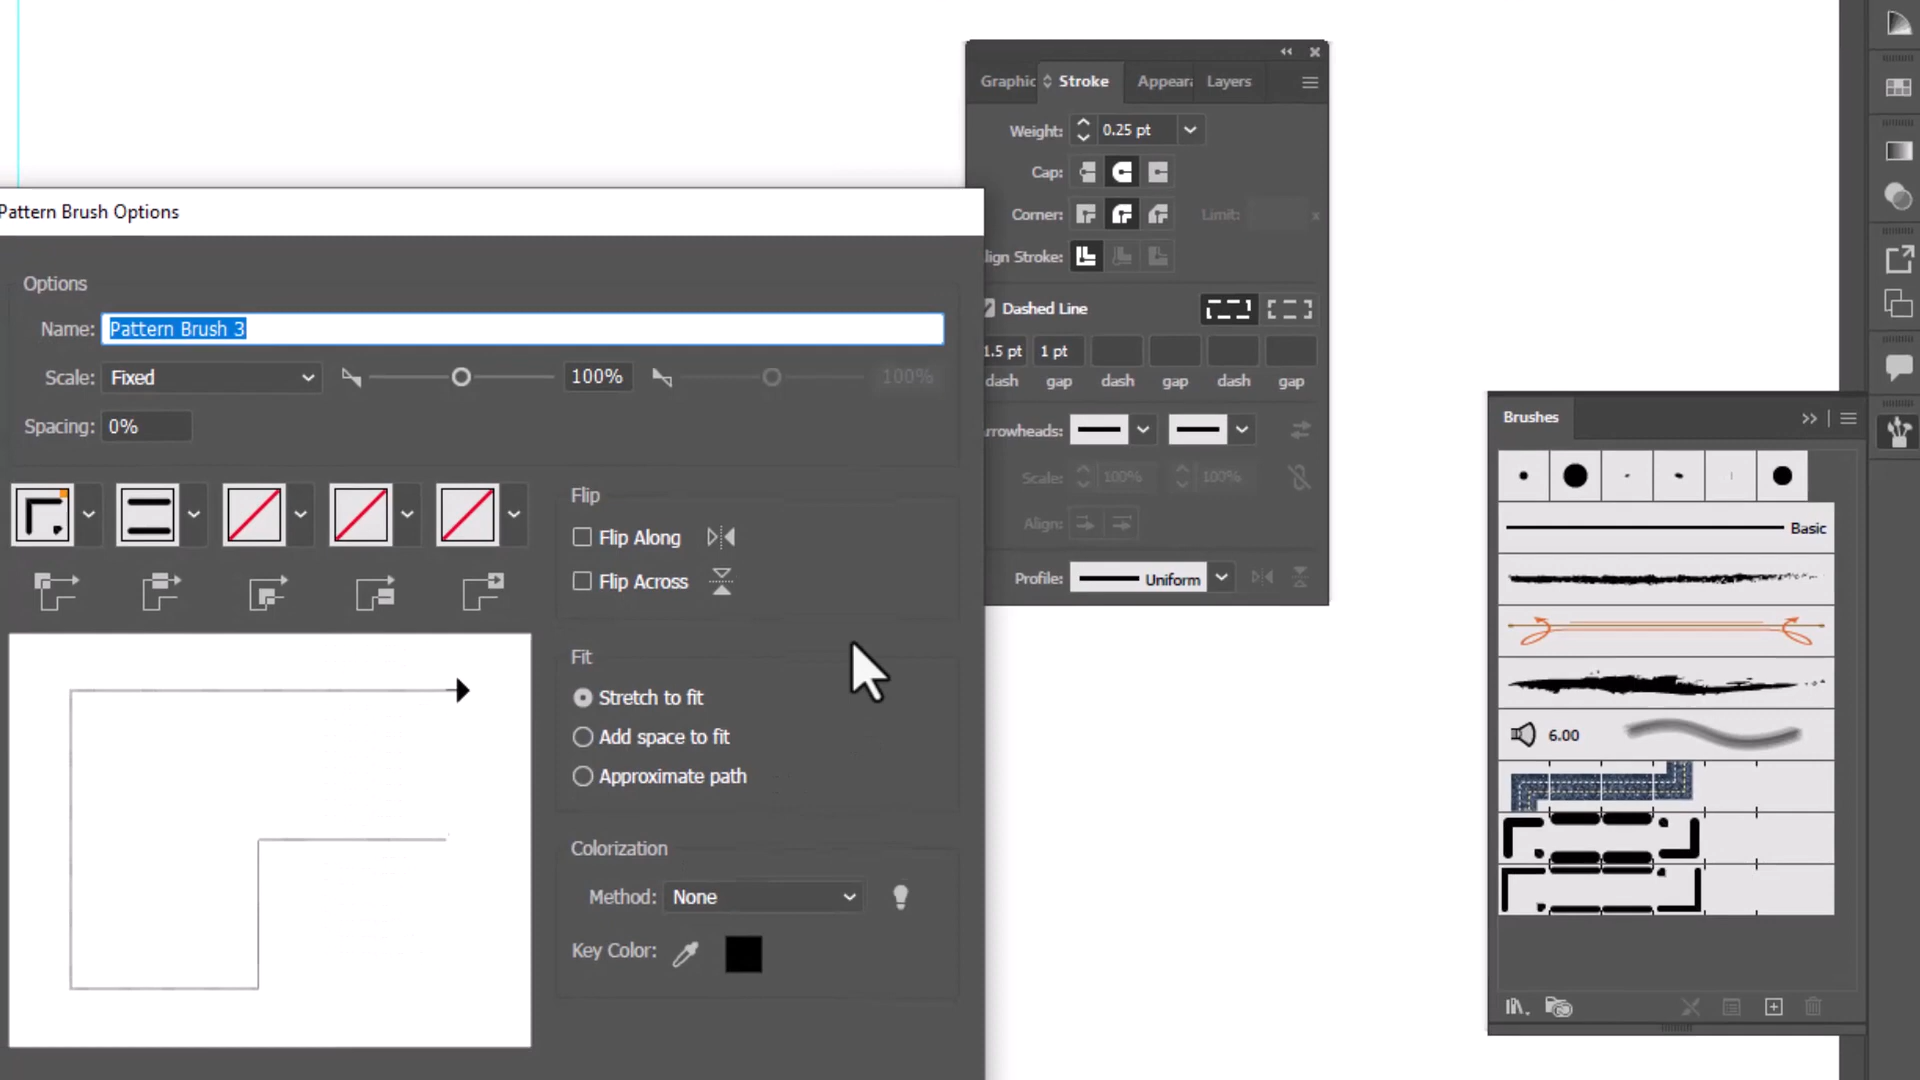 Graphic Stroke Appeara Layers
Weight: 0.25 pt
Cap:
Corner: Limit: x
lign Stroke:
Dashed Line
1.5 pt 1 pt
dash gap dash gap dash gap
rrowheads:
Scale: 100% 100%
Align:
Profile: Uniform
Pattern Brush Options
Options
Name: Pattern Brush 3
Scale: Fixed 100% 100%
Spacing: 0%
Flip
Flip Along
Flip Across
Fit
Stretch to fit
Add space to fit
Approximate path
Colorization
Method: None
Key Color:
Brushes
Basic
6.00